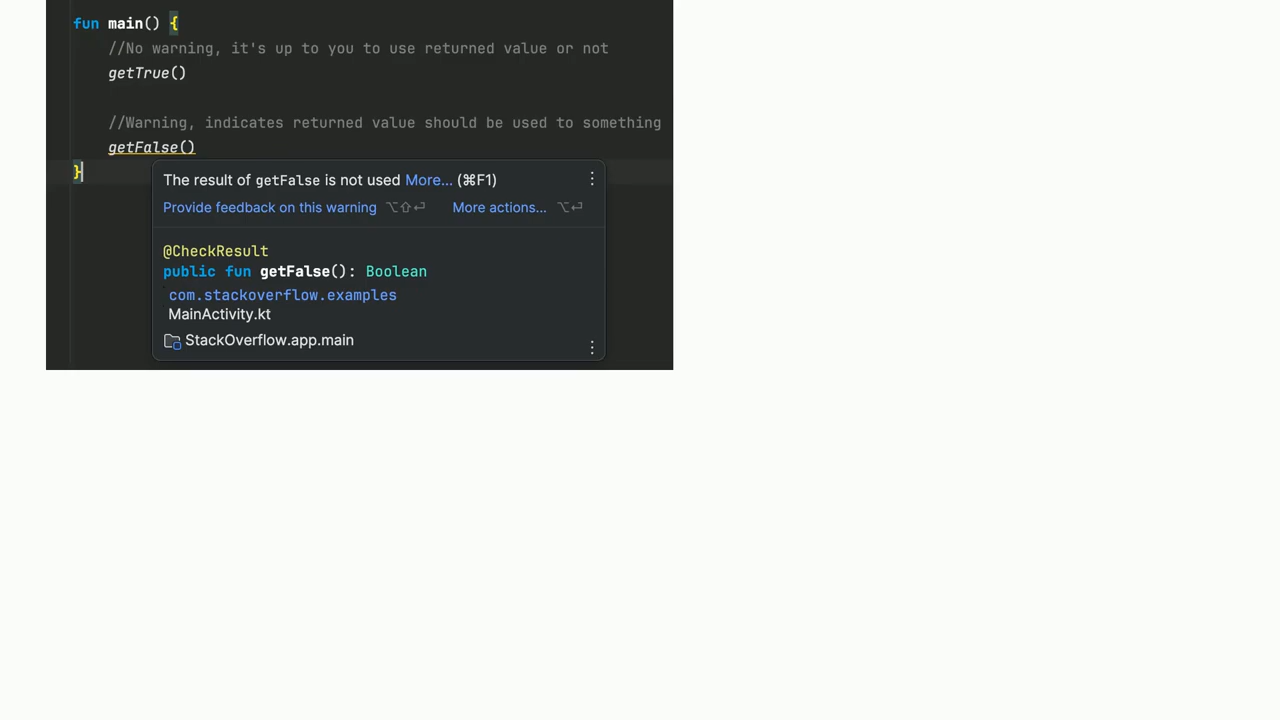 fun main() {
//No warning, it's up to you to use returned value or not
getTrue()
//Warning, indicates returned value should be used to something
getFalse()
}
The result of getFalse is not used More... (⌘F1)
Provide feedback on this warning ⌥⇧⏎ More actions... ⌥⏎
@CheckResult
public fun getFalse(): Boolean
com.stackoverflow.examples
MainActivity.kt
StackOverflow.app.main